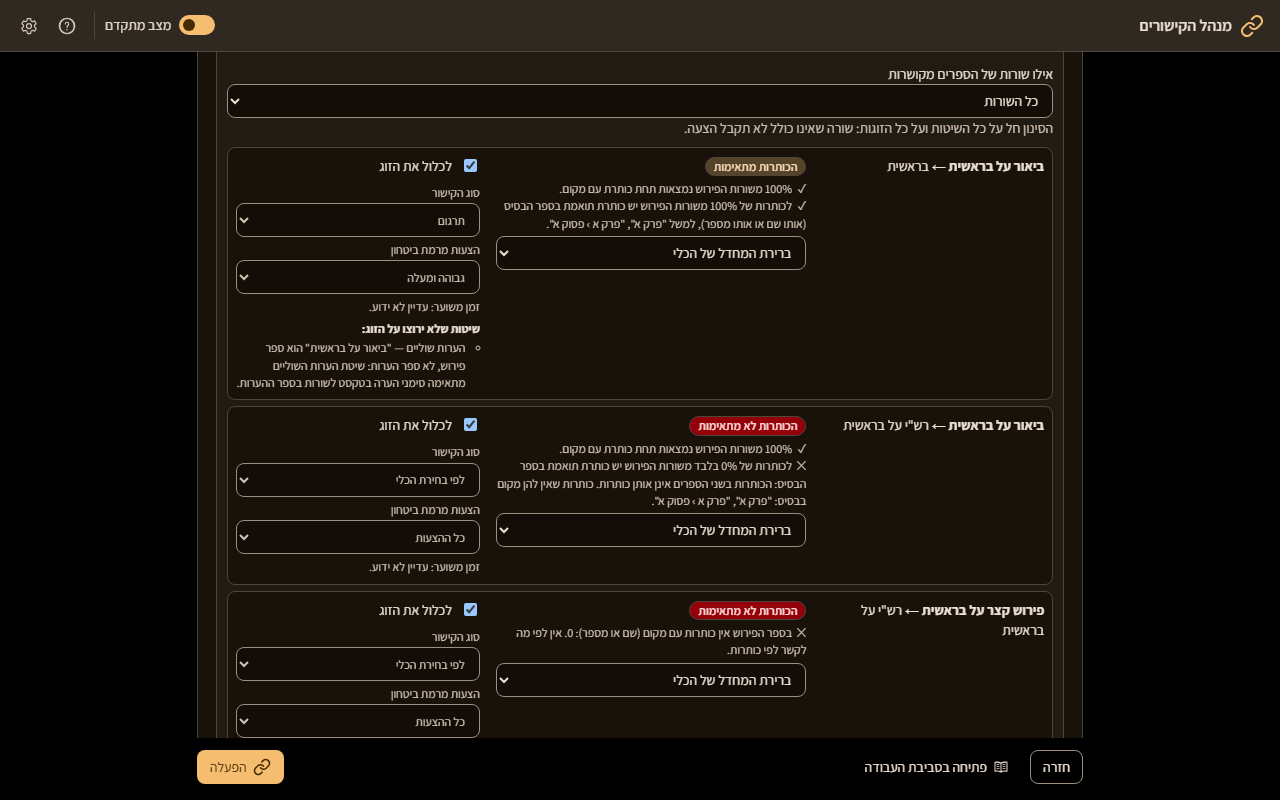 מנהל הקישורים
מצב מתקדם
אילו שורות של הספרים מקושרות
כל השורות
הסינון חל על כל השיטות ועל כל הזוגות: שורה שאינו כולל לא תקבל הצעה.
ביאור על בראשית ← בראשית
הכותרות מתאימות
✓ 100% משורות הפירוש נמצאות תחת כותרת עם מקום.
✓ לכותרות של 100% משורות הפירוש יש כותרת תואמת בספר הבסיס
(אותו שם או אותו מספר), למשל "פרק א", "פרק א › פסוק א".
ברירת המחדל של הכלי
לכלול את הזוג
סוג הקישור
תרגום
הצעות מרמת ביטחון
גבוהה ומעלה
זמן משוער: עדיין לא ידוע.
שיטות שלא ירוצו על הזוג:
הערות שוליים — "ביאור על בראשית" הוא ספר
פירוש, לא ספר הערות: שיטת הערות השוליים
מתאימה סימני הערה בטקסט לשורות בספר ההערות.
ביאור על בראשית ← רש"י על בראשית
הכותרות לא מתאימות
✓ 100% משורות הפירוש נמצאות תחת כותרת עם מקום.
✕ לכותרות של 0% בלבד משורות הפירוש יש כותרת תואמת בספר
הבסיס: הכותרות בשני הספרים אינן אותן כותרות. כותרות שאין להן מקום
בבסיס: "פרק א", "פרק א › פסוק א".
ברירת המחדל של הכלי
לכלול את הזוג
סוג הקישור
לפי בחירת הכלי
הצעות מרמת ביטחון
כל ההצעות
זמן משוער: עדיין לא ידוע.
פירוש קצר על בראשית ← רש"י על
בראשית
הכותרות לא מתאימות
✕ בספר הפירוש אין כותרות עם מקום (שם או מספר): 0. אין לפי מה
לקשר לפי כותרות.
ברירת המחדל של הכלי
לכלול את הזוג
סוג הקישור
לפי בחירת הכלי
הצעות מרמת ביטחון
כל ההצעות
חזרה
פתיחה בסביבת העבודה
הפעלה